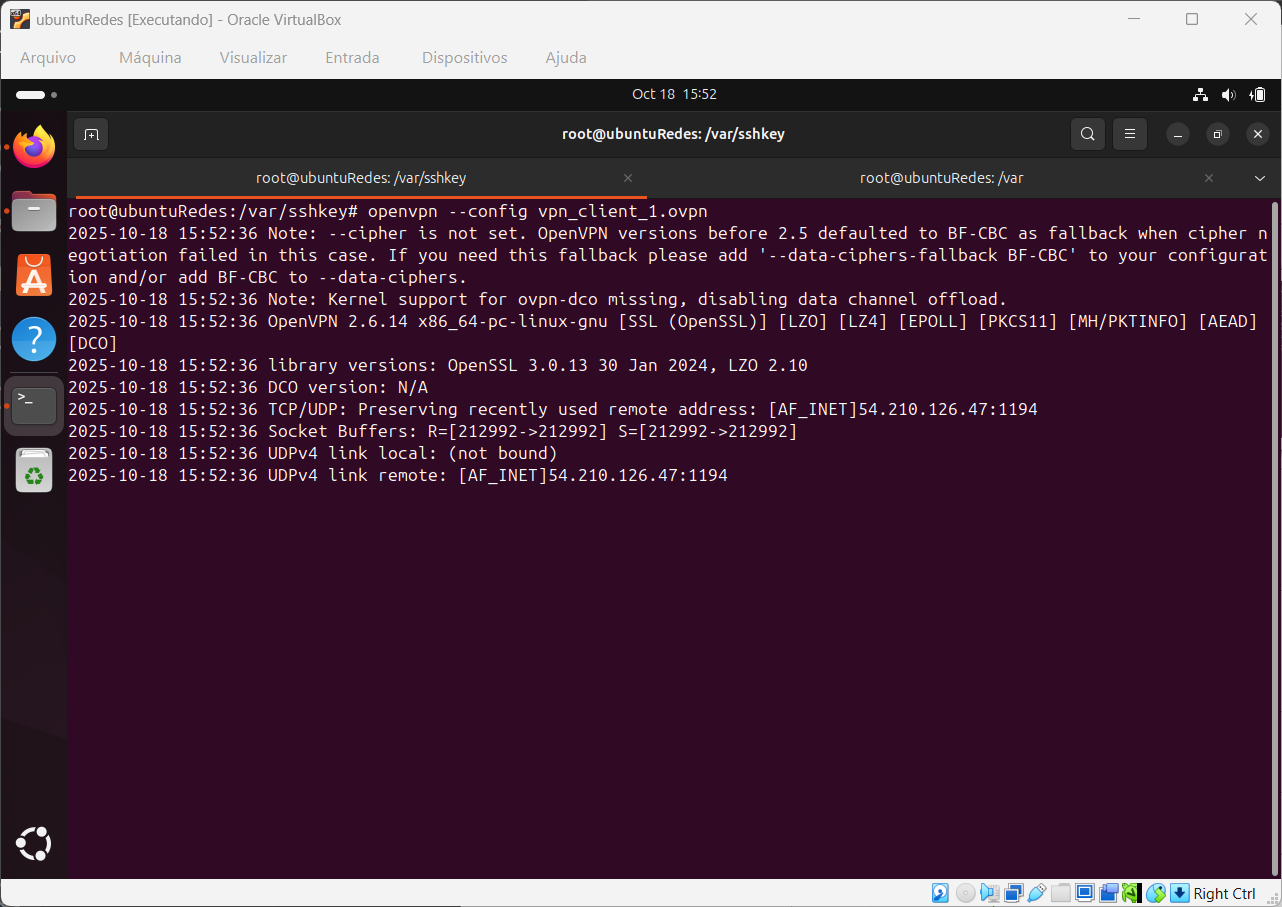 ubuntuRedes [Executando] - Oracle VirtualBox
Arquivo Máquina Visualizar Entrada Dispositivos Ajuda
Oct 18 15:52
root@ubuntuRedes: /var/sshkey
root@ubuntuRedes: /var/sshkey root@ubuntuRedes: /var
root@ubuntuRedes:/var/sshkey# openvpn --config vpn_client_1.ovpn
2025-10-18 15:52:36 Note: --cipher is not set. OpenVPN versions before 2.5 defaulted to BF-CBC as fallback when cipher n
egotiation failed in this case. If you need this fallback please add '--data-ciphers-fallback BF-CBC' to your configurat
ion and/or add BF-CBC to --data-ciphers.
2025-10-18 15:52:36 Note: Kernel support for ovpn-dco missing, disabling data channel offload.
2025-10-18 15:52:36 OpenVPN 2.6.14 x86_64-pc-linux-gnu [SSL (OpenSSL)] [LZO] [LZ4] [EPOLL] [PKCS11] [MH/PKTINFO] [AEAD]
[DCO]
2025-10-18 15:52:36 library versions: OpenSSL 3.0.13 30 Jan 2024, LZO 2.10
2025-10-18 15:52:36 DCO version: N/A
2025-10-18 15:52:36 TCP/UDP: Preserving recently used remote address: [AF_INET]54.210.126.47:1194
2025-10-18 15:52:36 Socket Buffers: R=[212992->212992] S=[212992->212992]
2025-10-18 15:52:36 UDPv4 link local: (not bound)
2025-10-18 15:52:36 UDPv4 link remote: [AF_INET]54.210.126.47:1194
Right Ctrl